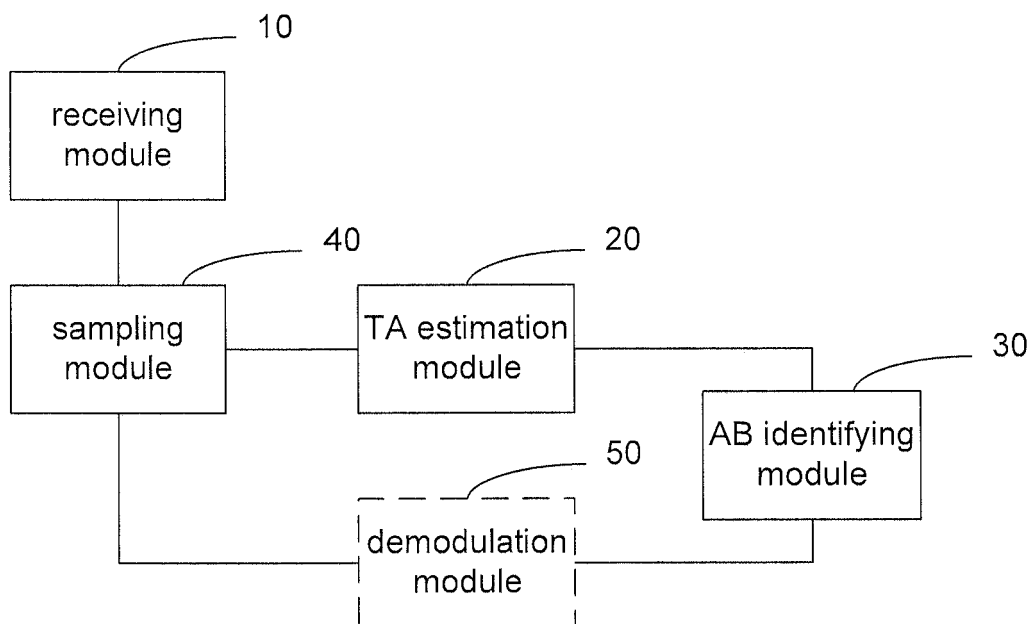 10
receiving
module
40
sampling
module
20
TA estimation
module
30
AB identifying
module
50
demodulation
module